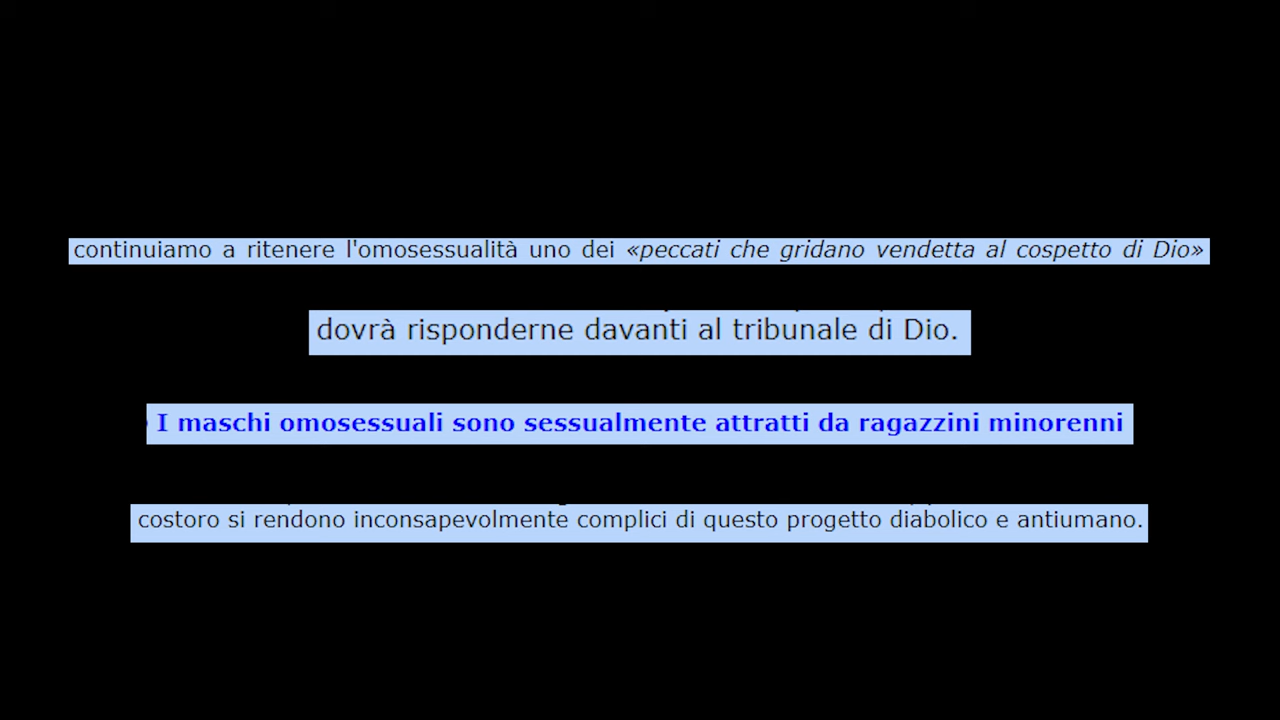 continuiamo a ritenere l'omosessualità uno dei «peccati che gridano vendetta al cospetto di Dio»
dovrà risponderne davanti al tribunale di Dio.
I maschi omosessuali sono sessualmente attratti da ragazzini minorenni
costoro si rendono inconsapevolmente complici di questo progetto diabolico e antiumano.